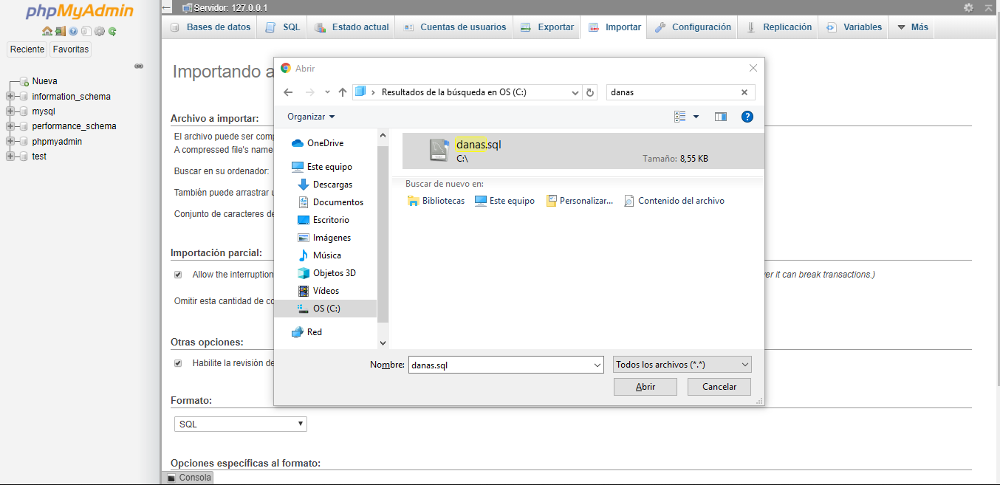 phpMyAdmin
Reciente Favoritas
Nueva
information_schema
mysql
performance_schema
phpmyadmin
test
Servidor: 127.0.0.1
Bases de datos SQL Estado actual Cuentas de usuarios Exportar Importar Configuración Replicación Variables Más
Importando a
Archivo a importar:
El archivo puede ser comp
A compressed file's name
Buscar en su ordenador:
También puede arrastrar u
Conjunto de caracteres de
Importación parcial:
Allow the interruption
er it can break transactions.)
Omitir esta cantidad de co
Otras opciones:
Habilite la revisión de
Formato:
SQL
Opciones específicas al formato:
Consola
Abrir
Resultados de la búsqueda en OS (C:)
danas
Organizar
OneDrive
Este equipo
Descargas
Documentos
Escritorio
Imágenes
Música
Objetos 3D
Vídeos
OS (C:)
Red
danas.sql
C:\
Tamaño: 8,55 KB
Buscar de nuevo en:
Bibliotecas Este equipo Personalizar... Contenido del archivo
Nombre: danas.sql
Todos los archivos (*.*)
Abrir Cancelar